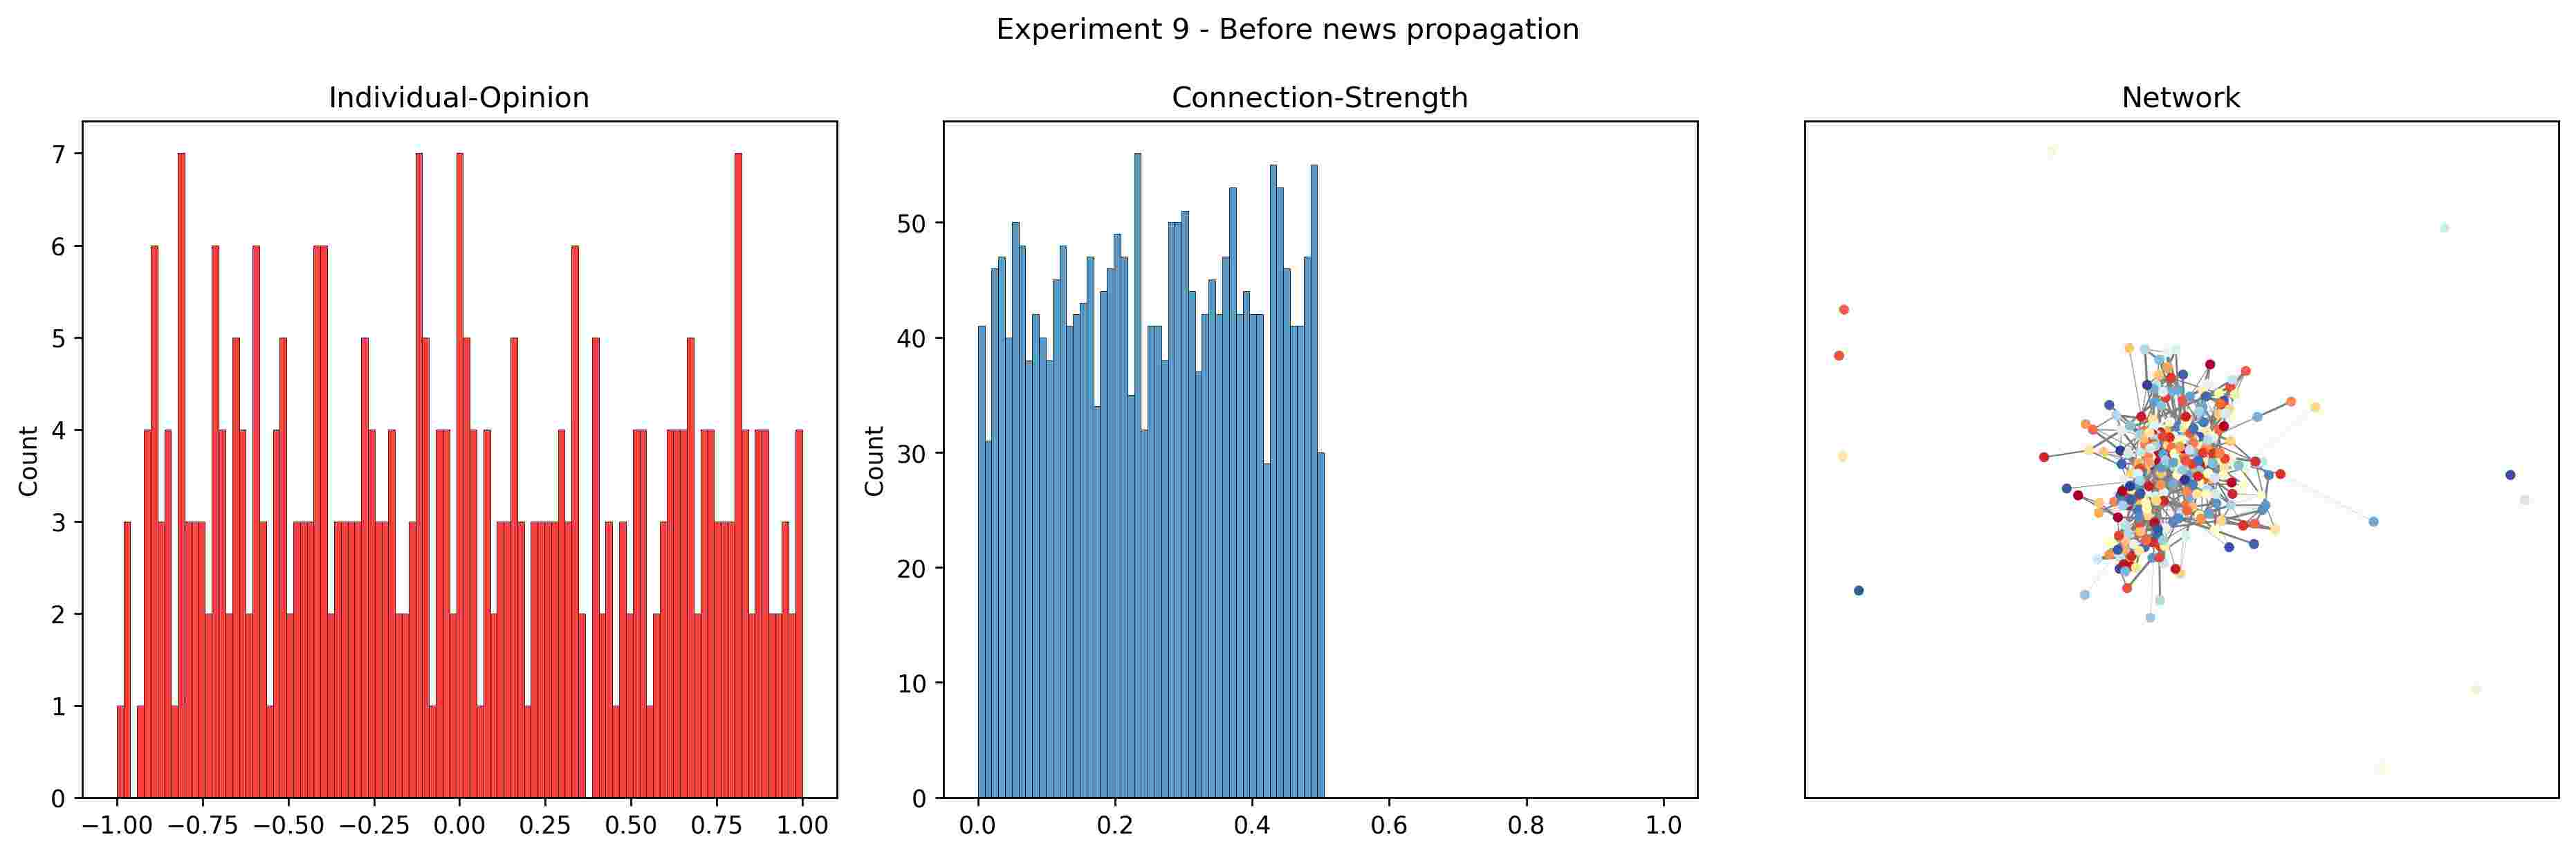 Experiment 9 - Before news propagation
Individual-Opinion
Count
7
6
5
4
3
2
1
0
−1.00 −0.75 −0.50 −0.25 0.00 0.25 0.50 0.75 1.00
Connection-Strength
Count
50
40
30
20
10
0
0.0 0.2 0.4 0.6 0.8 1.0
Network